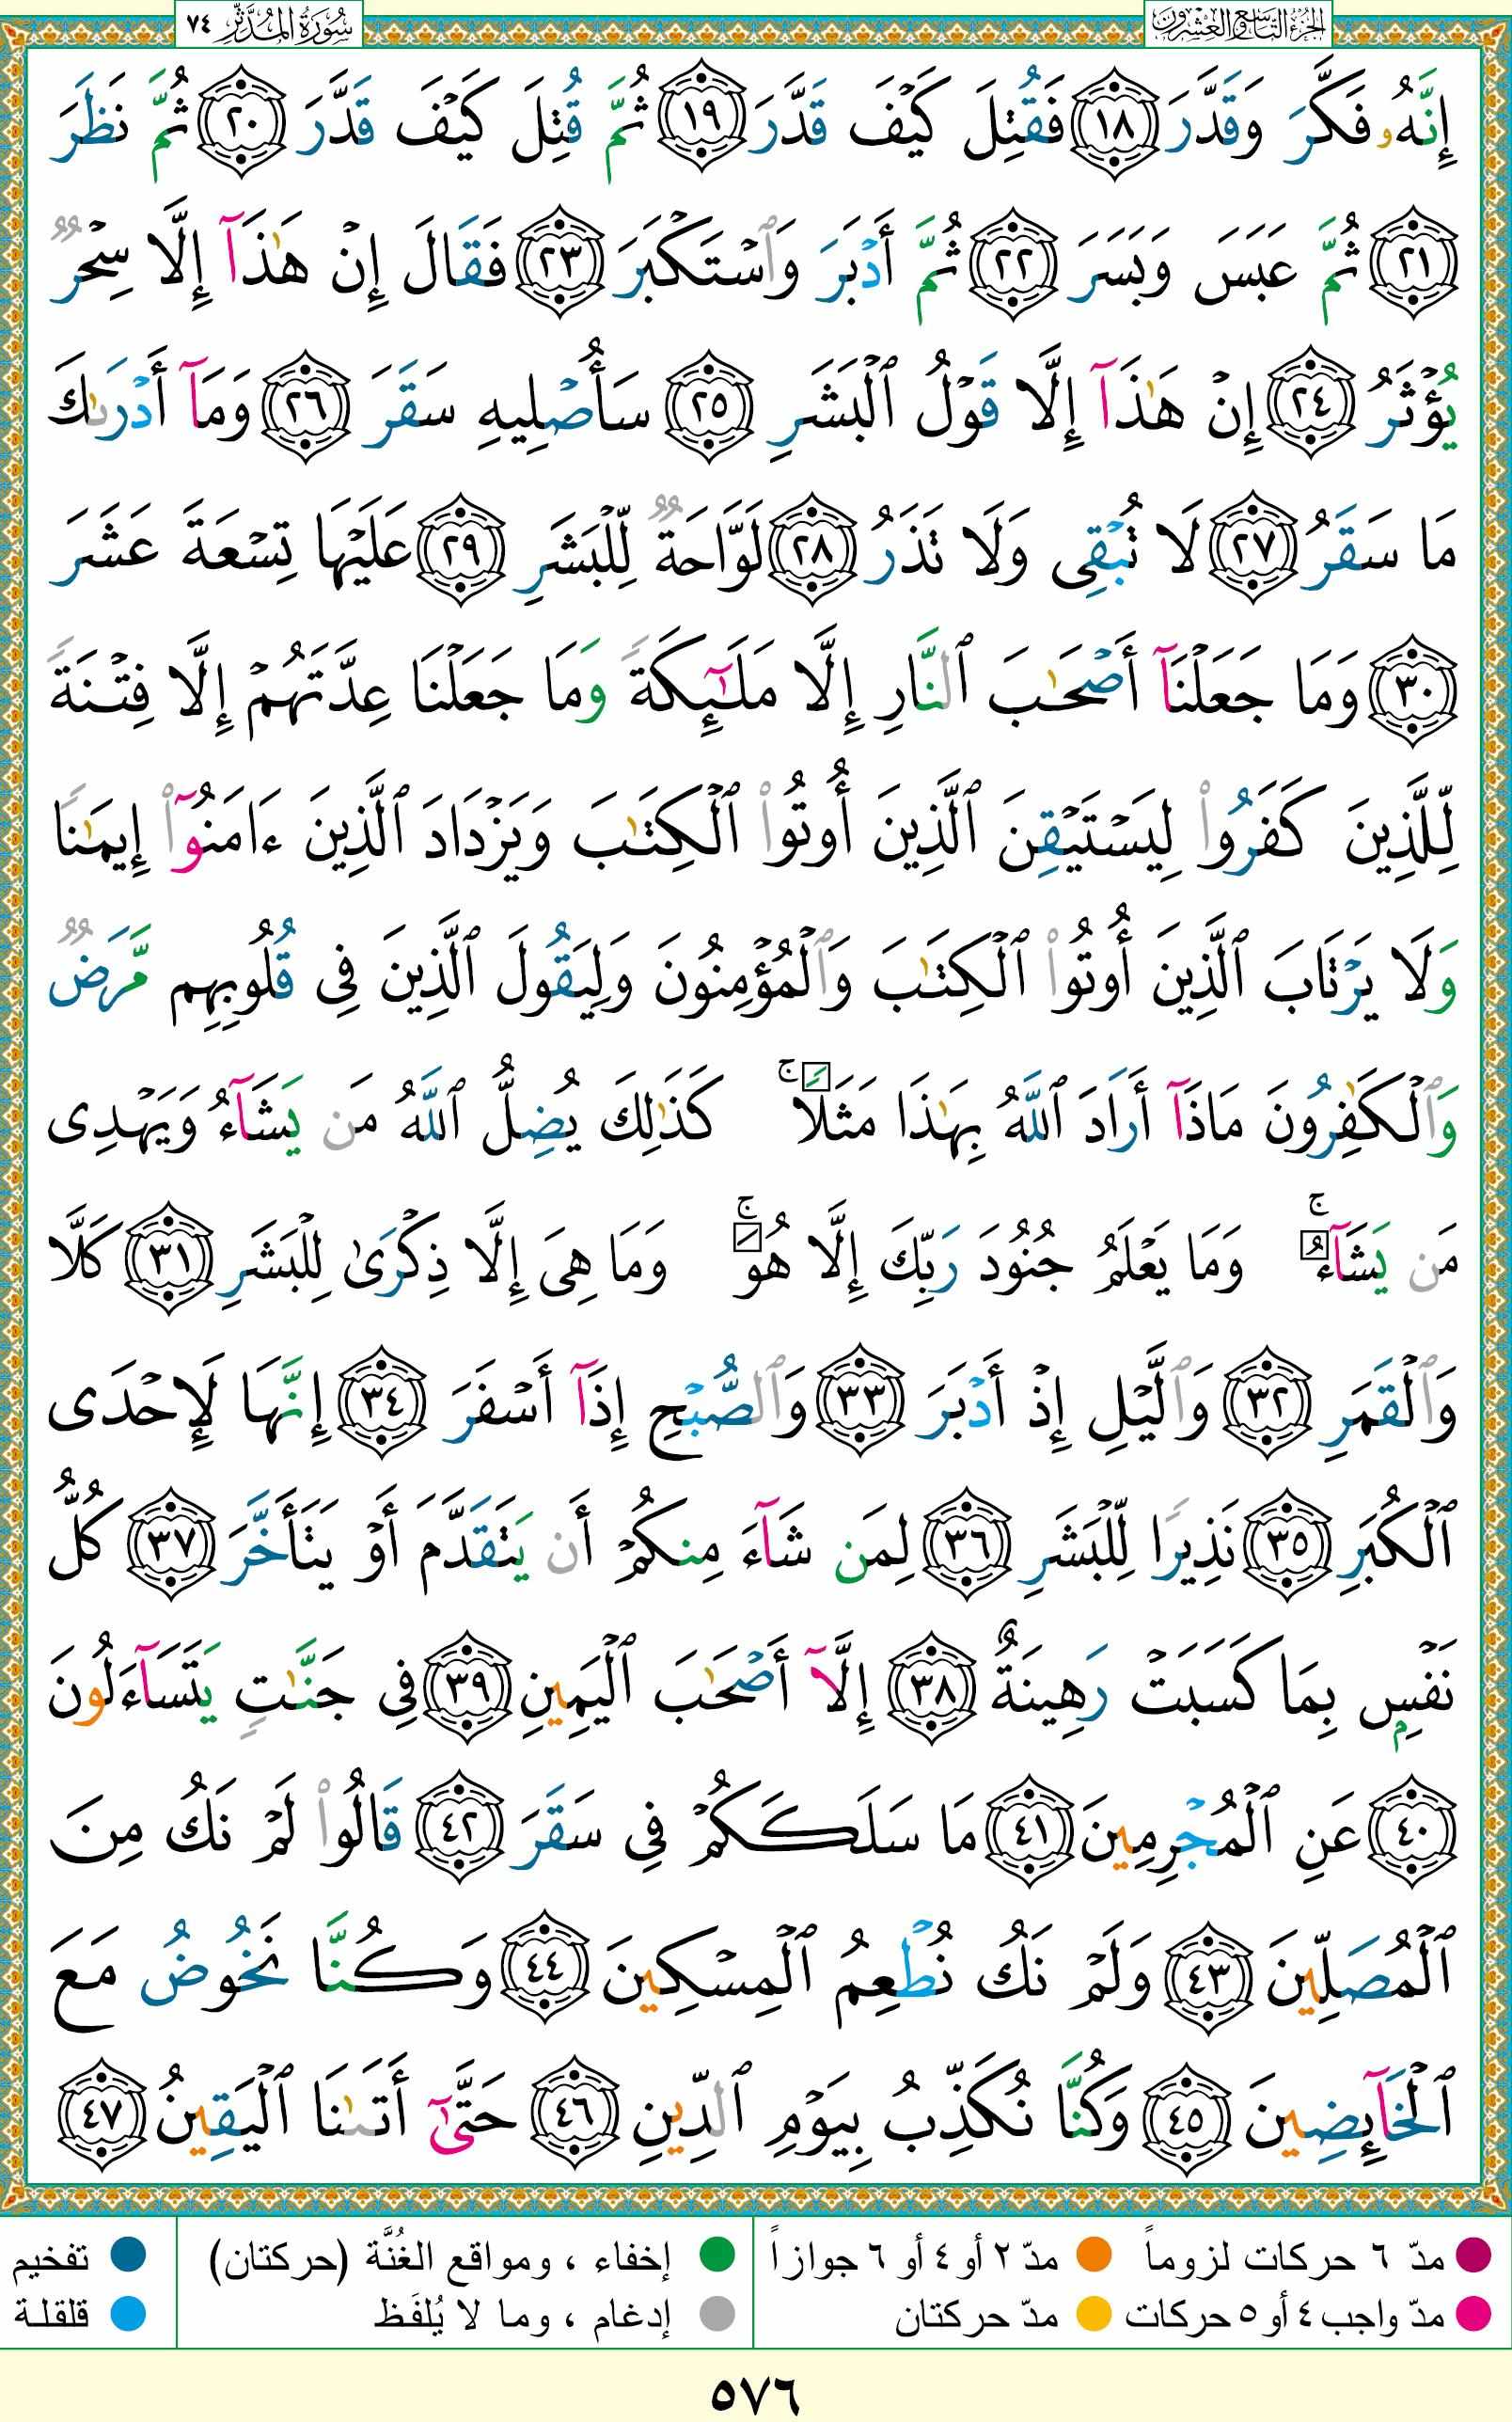 الجزء التاسع والعشرون
سُورَةُ المُدَّثِّرِ ٧٤
إِنَّهُۥ فَكَّرَ وَقَدَّرَ ١٨ فَقُتِلَ كَيْفَ قَدَّرَ ١٩ ثُمَّ قُتِلَ كَيْفَ قَدَّرَ ٢٠ ثُمَّ نَظَرَ
٢١ ثُمَّ عَبَسَ وَبَسَرَ ٢٢ ثُمَّ أَدْبَرَ وَٱسْتَكْبَرَ ٢٣ فَقَالَ إِنْ هَٰذَآ إِلَّا سِحْرٌ
يُؤْثَرُ ٢٤ إِنْ هَٰذَآ إِلَّا قَوْلُ ٱلْبَشَرِ ٢٥ سَأُصْلِيهِ سَقَرَ ٢٦ وَمَآ أَدْرَىٰكَ
مَا سَقَرُ ٢٧ لَا تُبْقِى وَلَا تَذَرُ ٢٨ لَوَّاحَةٌ لِّلْبَشَرِ ٢٩ عَلَيْهَا تِسْعَةَ عَشَرَ
٣٠ وَمَا جَعَلْنَآ أَصْحَٰبَ ٱلنَّارِ إِلَّا مَلَٰٓئِكَةً وَمَا جَعَلْنَا عِدَّتَهُمْ إِلَّا فِتْنَةً
لِّلَّذِينَ كَفَرُوا۟ لِيَسْتَيْقِنَ ٱلَّذِينَ أُوتُوا۟ ٱلْكِتَٰبَ وَيَزْدَادَ ٱلَّذِينَ ءَامَنُوٓا۟ إِيمَٰنًا
وَلَا يَرْتَابَ ٱلَّذِينَ أُوتُوا۟ ٱلْكِتَٰبَ وَٱلْمُؤْمِنُونَ وَلِيَقُولَ ٱلَّذِينَ فِى قُلُوبِهِم مَّرَضٌ
وَٱلْكَٰفِرُونَ مَاذَآ أَرَادَ ٱللَّهُ بِهَٰذَا مَثَلًا ۚ كَذَٰلِكَ يُضِلُّ ٱللَّهُ مَن يَشَآءُ وَيَهْدِى
مَن يَشَآءُ ۚ وَمَا يَعْلَمُ جُنُودَ رَبِّكَ إِلَّا هُوَ ۚ وَمَا هِىَ إِلَّا ذِكْرَىٰ لِلْبَشَرِ ٣١ كَلَّا
وَٱلْقَمَرِ ٣٢ وَٱلَّيْلِ إِذْ أَدْبَرَ ٣٣ وَٱلصُّبْحِ إِذَآ أَسْفَرَ ٣٤ إِنَّهَا لَإِحْدَى
ٱلْكُبَرِ ٣٥ نَذِيرًا لِّلْبَشَرِ ٣٦ لِمَن شَآءَ مِنكُمْ أَن يَتَقَدَّمَ أَوْ يَتَأَخَّرَ ٣٧ كُلُّ
نَفْسٍۭ بِمَا كَسَبَتْ رَهِينَةٌ ٣٨ إِلَّآ أَصْحَٰبَ ٱلْيَمِينِ ٣٩ فِى جَنَّٰتٍ يَتَسَآءَلُونَ
٤٠ عَنِ ٱلْمُجْرِمِينَ ٤١ مَا سَلَكَكُمْ فِى سَقَرَ ٤٢ قَالُوا۟ لَمْ نَكُ مِنَ
ٱلْمُصَلِّينَ ٤٣ وَلَمْ نَكُ نُطْعِمُ ٱلْمِسْكِينَ ٤٤ وَكُنَّا نَخُوضُ مَعَ
ٱلْخَآئِضِينَ ٤٥ وَكُنَّا نُكَذِّبُ بِيَوْمِ ٱلدِّينِ ٤٦ حَتَّىٰٓ أَتَىٰنَا ٱلْيَقِينُ ٤٧
مدّ ٦ حركات لزوماً مدّ ٢ أو ٤ أو ٦ جوازاً إخفاء ، ومواقع الغُنَّة (حركتان) تفخيم
مدّ واجب ٤ أو ٥ حركات مدّ حركتان إدغام ، وما لا يُلفَظ قلقلة
٥٧٦